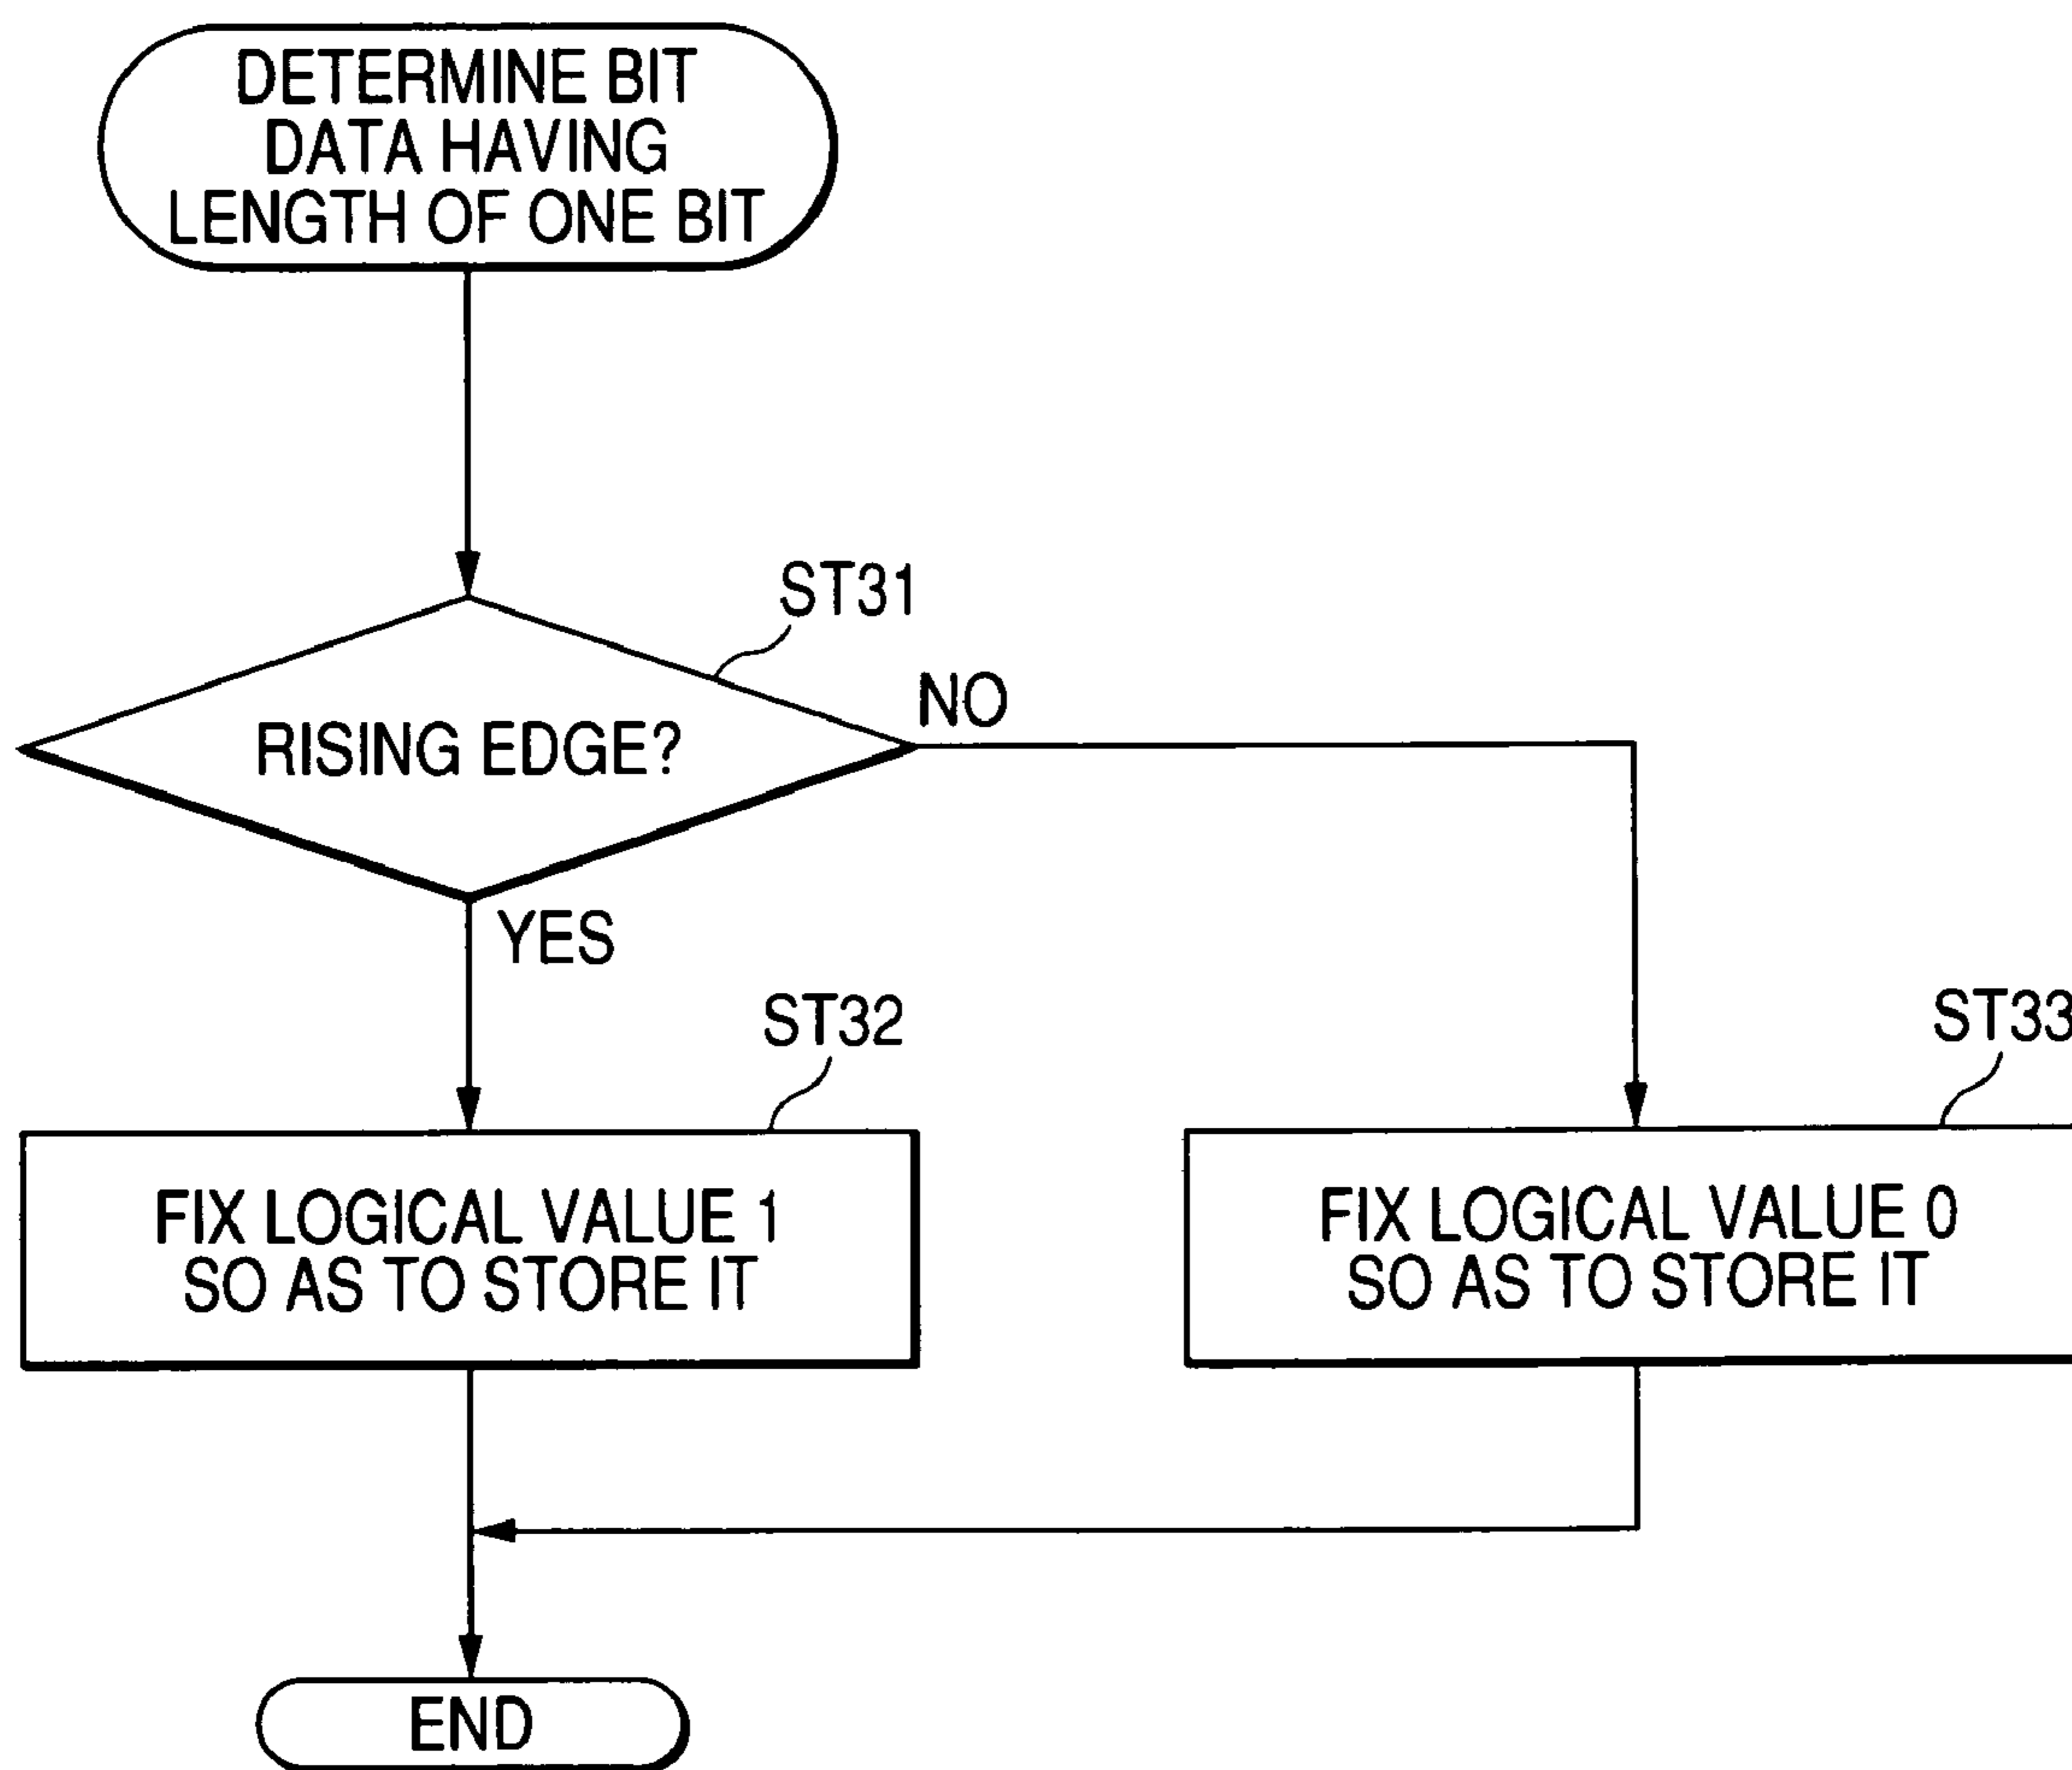 DETERMINE BIT
DATA HAVING
LENGTH OF ONE BIT
ST31
NO
RISING EDGE?
YES
ST32
ST33
FIX LOGICAL VALUE 1
SO AS TO STORE IT
FIX LOGICAL VALUE 0
SO AS TO STORE IT
END